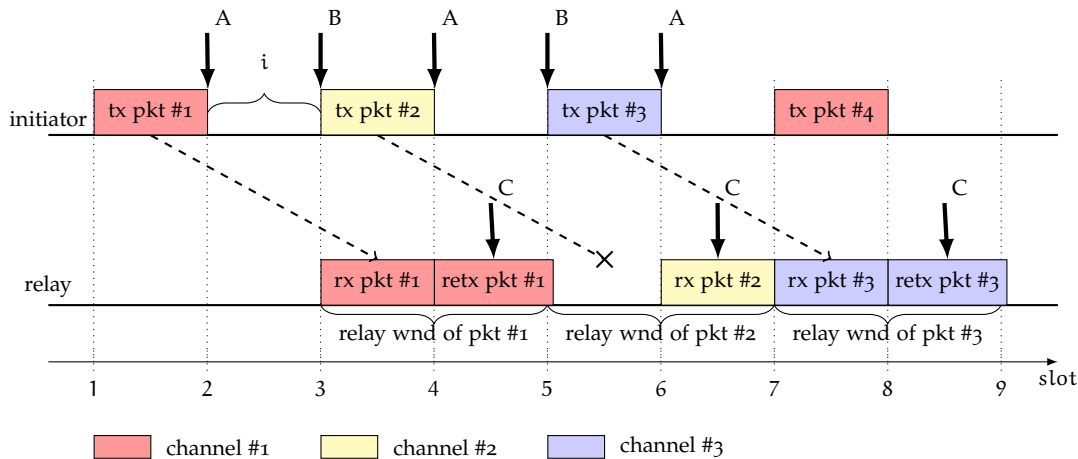 A B A B A
i
initiator tx pkt #1 tx pkt #2 tx pkt #3 tx pkt #4
C C C
relay rx pkt #1 retx pkt #1 rx pkt #2 rx pkt #3 retx pkt #3
relay wnd of pkt #1 relay wnd of pkt #2 relay wnd of pkt #3
1 2 3 4 5 6 7 8 9 slot
channel #1 channel #2 channel #3